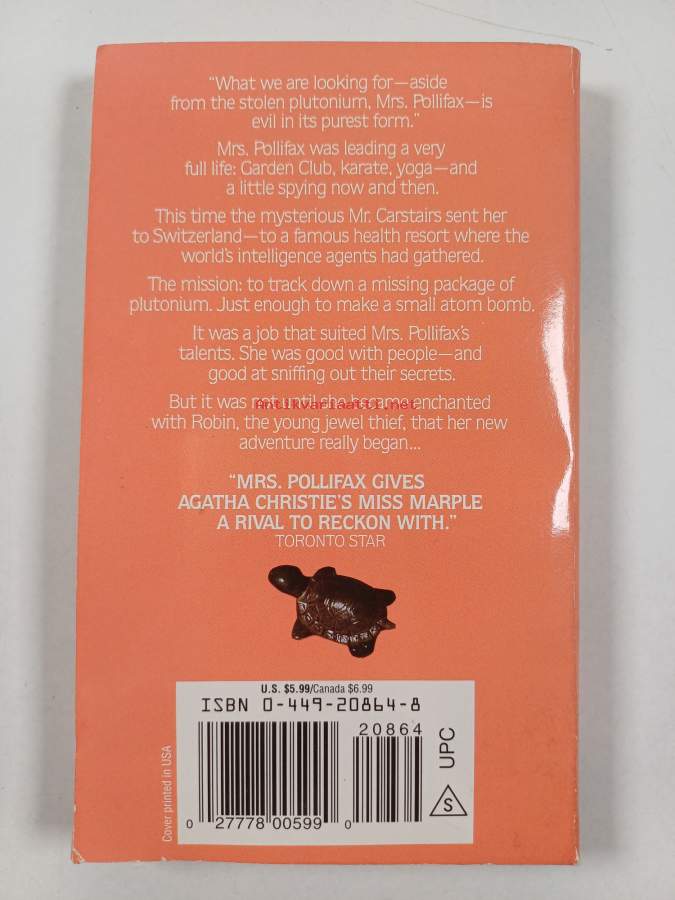 “What we are looking for—aside
from the stolen plutonium, Mrs. Pollifax—is
evil in its purest form.”
Mrs. Pollifax was leading a very
full life: Garden Club, karate, yoga—and
a little spying now and then.
This time the mysterious Mr. Carstairs sent her
to Switzerland—to a famous health resort where the
world's intelligence agents had gathered.
The mission: to track down a missing package of
plutonium. Just enough to make a small atom bomb.
It was a job that suited Mrs. Pollifax's
talents. She was good with people—and
good at sniffing out their secrets.
But it was not until she became enchanted
Antikvariaatti.net
with Robin, the young jewel thief, that her new
adventure really began...
“MRS. POLLIFAX GIVES
AGATHA CHRISTIE'S MISS MARPLE
A RIVAL TO RECKON WITH.”
TORONTO STAR
U.S. $5.99/Canada $6.99
ISBN 0-449-20864-8
20864
UPC
S
0 27778 00599 0
Cover printed in USA